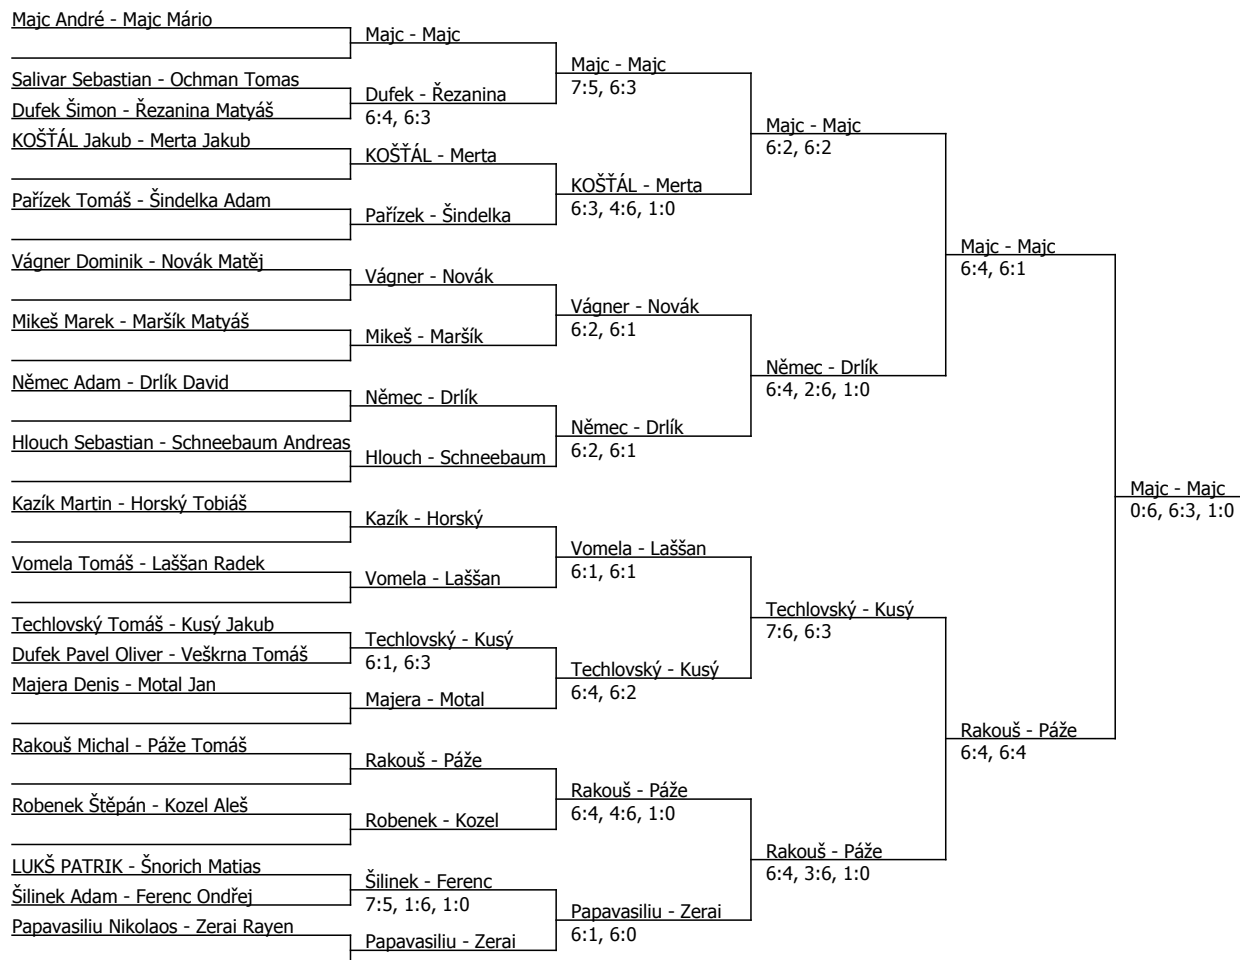 Majc André - Majc Mário
Salivar Sebastian - Ochman Tomas
Dufek Šimon - Řezanina Matyáš
KOŠŤÁL Jakub - Merta Jakub
Pařízek Tomáš - Šindelka Adam
Vágner Dominik - Novák Matěj
Mikeš Marek - Maršík Matyáš
Němec Adam - Drlík David
Hlouch Sebastian - Schneebaum Andreas
Kazík Martin - Horský Tobiáš
Vomela Tomáš - Laššan Radek
Techlovský Tomáš - Kusý Jakub
Dufek Pavel Oliver - Veškrna Tomáš
Majera Denis - Motal Jan
Rakouš Michal - Páže Tomáš
Robenek Štěpán - Kozel Aleš
LUKŠ PATRIK - Šnorich Matias
Šilinek Adam - Ferenc Ondřej
Papavasiliu Nikolaos - Zerai Rayen
Majc - Majc
Dufek - Řezanina
6:4, 6:3
KOŠŤÁL - Merta
Pařízek - Šindelka
Vágner - Novák
Mikeš - Maršík
Němec - Drlík
Hlouch - Schneebaum
Kazík - Horský
Vomela - Laššan
Techlovský - Kusý
6:1, 6:3
Majera - Motal
Rakouš - Páže
Robenek - Kozel
Šilinek - Ferenc
7:5, 1:6, 1:0
Papavasiliu - Zerai
Majc - Majc
7:5, 6:3
KOŠŤÁL - Merta
6:3, 4:6, 1:0
Vágner - Novák
6:2, 6:1
Němec - Drlík
6:2, 6:1
Vomela - Laššan
6:1, 6:1
Techlovský - Kusý
6:4, 6:2
Rakouš - Páže
6:4, 4:6, 1:0
Papavasiliu - Zerai
6:1, 6:0
Majc - Majc
6:2, 6:2
Němec - Drlík
6:4, 2:6, 1:0
Techlovský - Kusý
7:6, 6:3
Rakouš - Páže
6:4, 3:6, 1:0
Majc - Majc
6:4, 6:1
Rakouš - Páže
6:4, 6:4
Majc - Majc
0:6, 6:3, 1:0